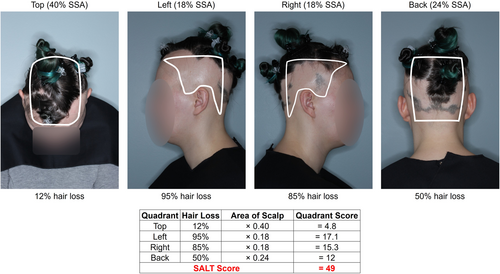 Top (40% SSA) Left (18% SSA) Right (18% SSA) Back (24% SSA)
12% hair loss 95% hair loss 85% hair loss 50% hair loss
Quadrant Hair Loss Area of Scalp Quadrant Score
Top 12% × 0.40 = 4.8
Left 95% × 0.18 = 17.1
Right 85% × 0.18 = 15.3
Back 50% × 0.24 = 12
SALT Score = 49